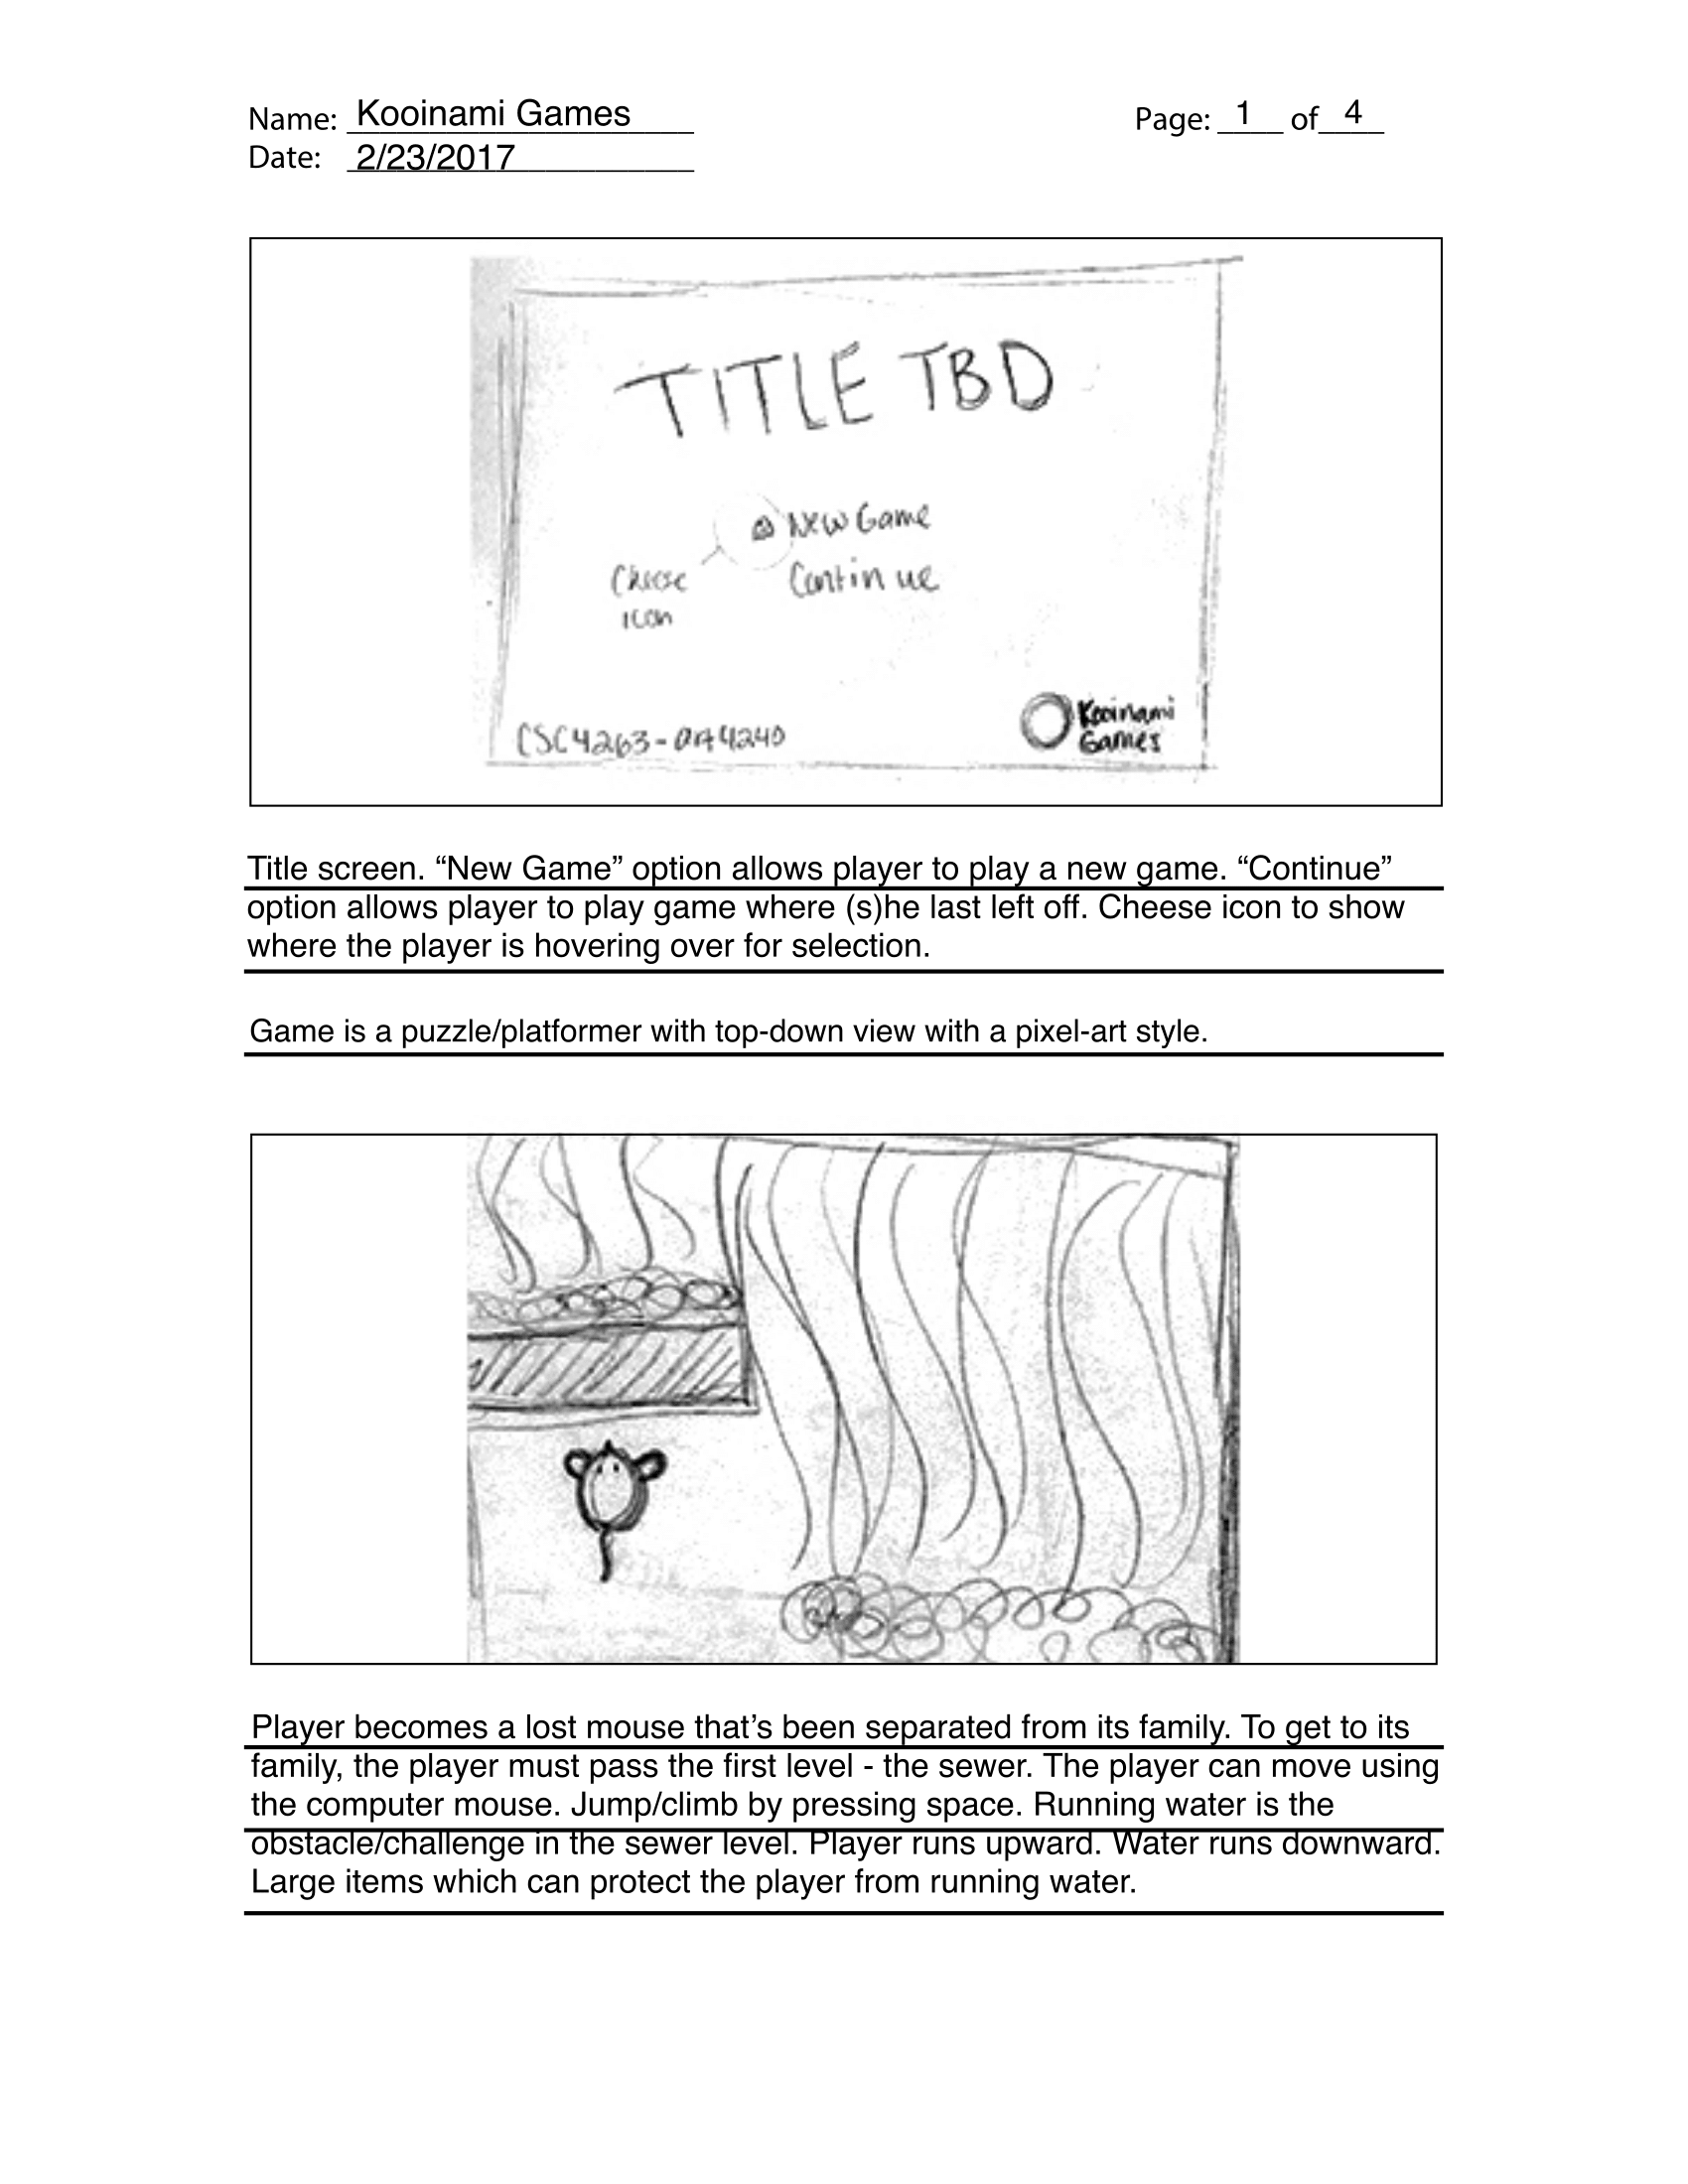 Name: Kooinami Games
Page: 1 of 4
Date: 2/23/2017
TITLE TBD
New Game
Cheese
icon
Continue
Kooinami
Games
CSC4263-DA4240
Title screen. “New Game” option allows player to play a new game. “Continue”
option allows player to play game where (s)he last left off. Cheese icon to show
where the player is hovering over for selection.
Game is a puzzle/platformer with top-down view with a pixel-art style.
Player becomes a lost mouse that’s been separated from its family. To get to its
family, the player must pass the first level - the sewer. The player can move using
the computer mouse. Jump/climb by pressing space. Running water is the
obstacle/challenge in the sewer level. Player runs upward. Water runs downward.
Large items which can protect the player from running water.